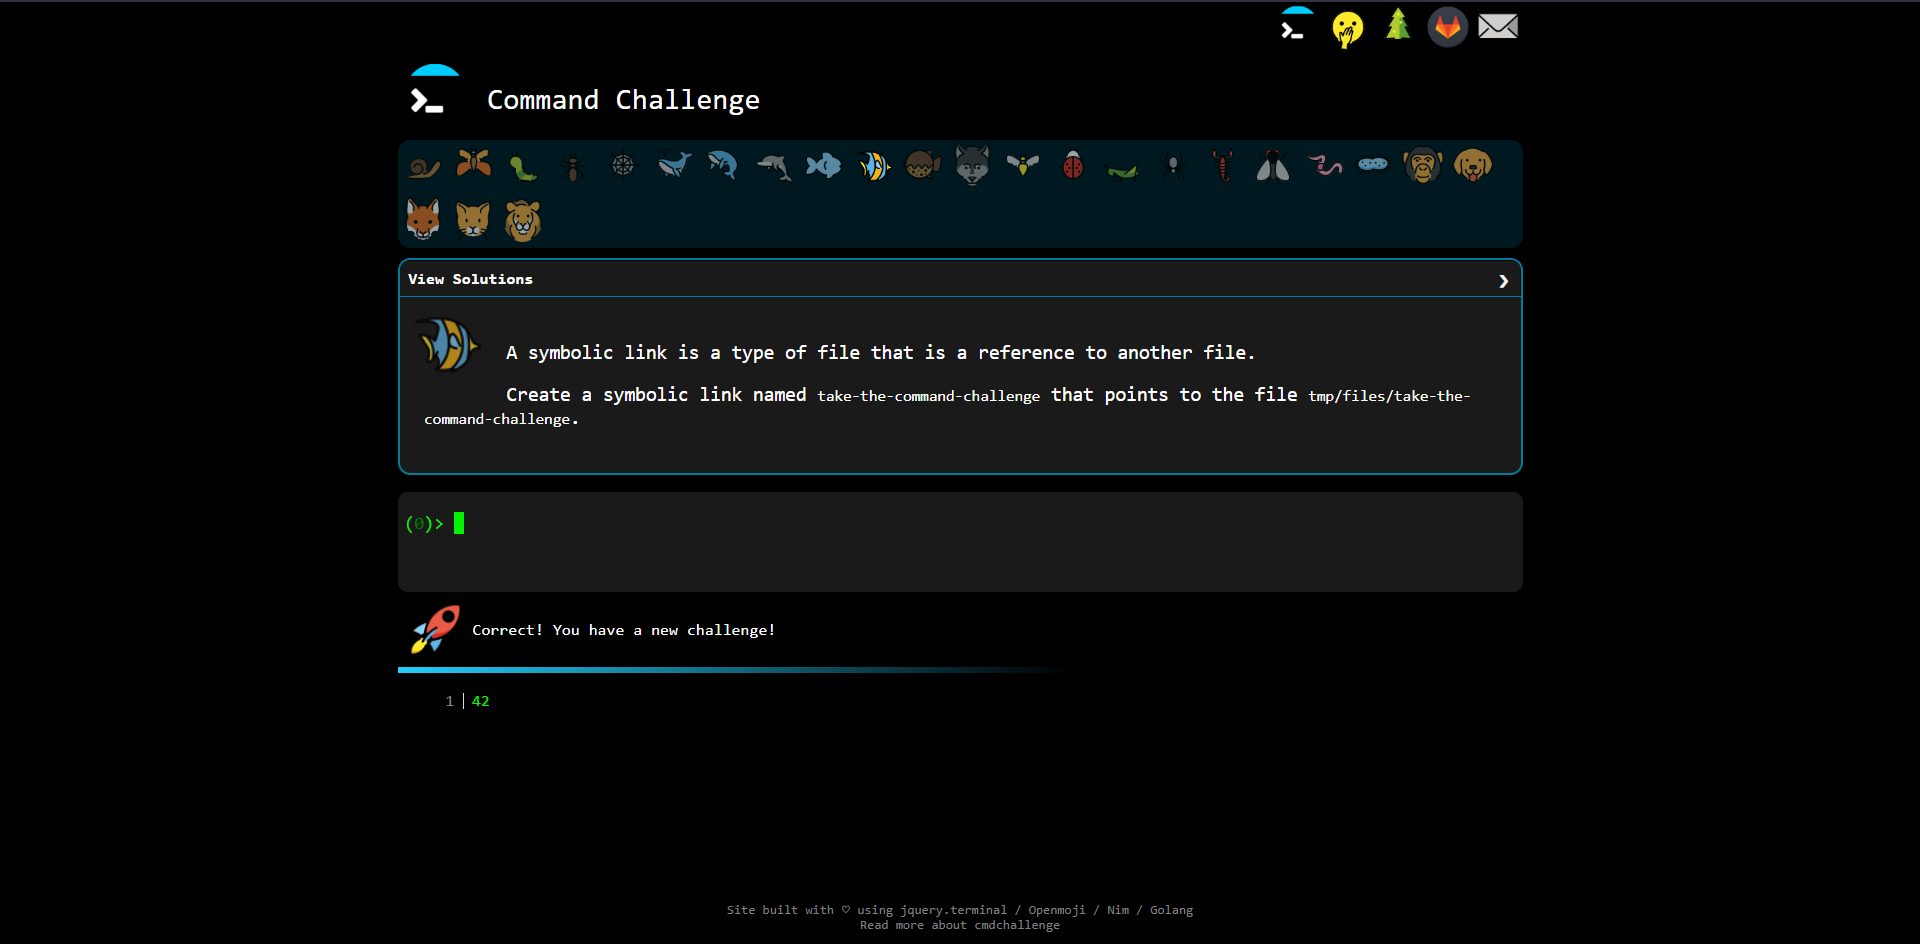 Command Challenge
View Solutions ❯
A symbolic link is a type of file that is a reference to another file.
Create a symbolic link named take-the-command-challenge that points to the file tmp/files/take-the-
command-challenge.
(0)>
Correct! You have a new challenge!
1 42
Site built with ♡ using jquery.terminal / Openmoji / Nim / Golang
Read more about cmdchallenge